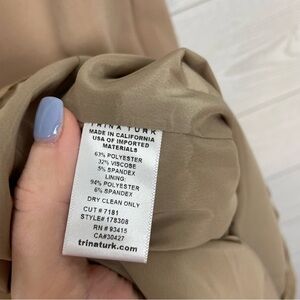 TRINA TURK
MADE IN CALIFORNIA
USA OF IMPORTED
MATERIALS
63% POLYESTER
32% VISCOSE
5% SPANDEX
LINING:
94% POLYESTER
6% SPANDEX
DRY CLEAN ONLY
CUT # 7181
STYLE# 178308
RN # 93415
CA#30427
trinaturk.com